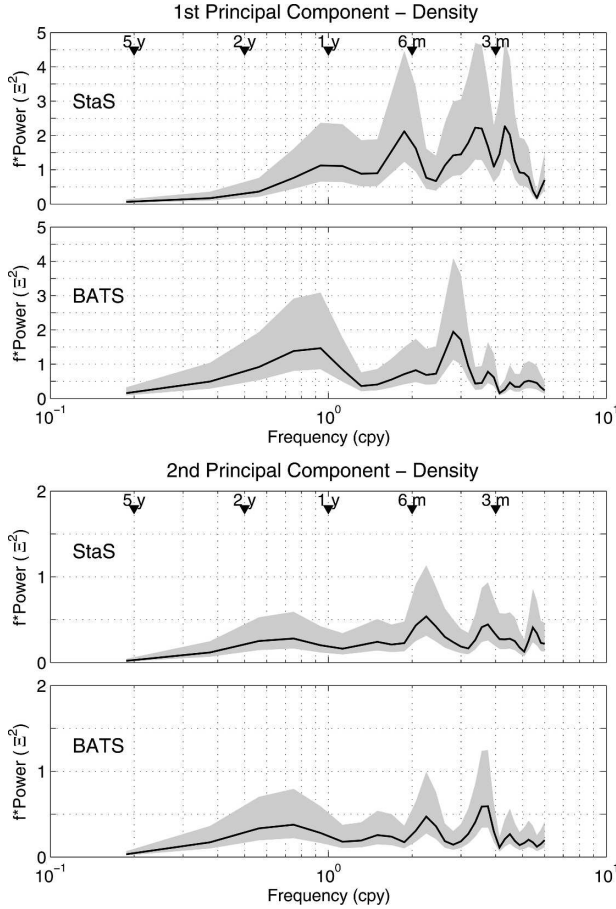 1st Principal Component – Density
5 y 2 y 1 y 6 m 3 m
StaS
f*Power (Ξ²)
5
4
3
2
1
0
BATS
f*Power (Ξ²)
5
4
3
2
1
0
10⁻¹ 10⁰ 10¹
Frequency (cpy)
2nd Principal Component – Density
5 y 2 y 1 y 6 m 3 m
StaS
f*Power (Ξ²)
2
1
0
BATS
f*Power (Ξ²)
2
1
0
10⁻¹ 10⁰ 10¹
Frequency (cpy)